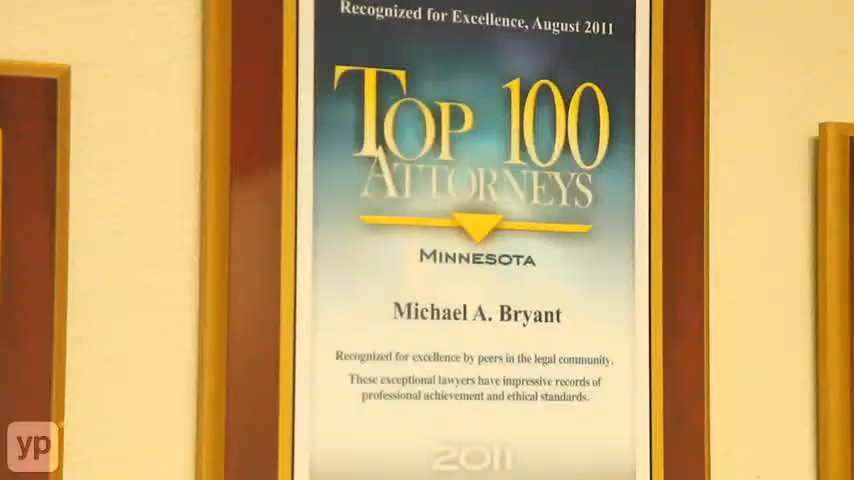 Recognized for Excellence, August 2011
TOP 100
ATTORNEYS
MINNESOTA
Michael A. Bryant
Recognized for excellence by peers in the legal community.
These exceptional lawyers have impressive records of
professional achievement and ethical standards.
2011
yp